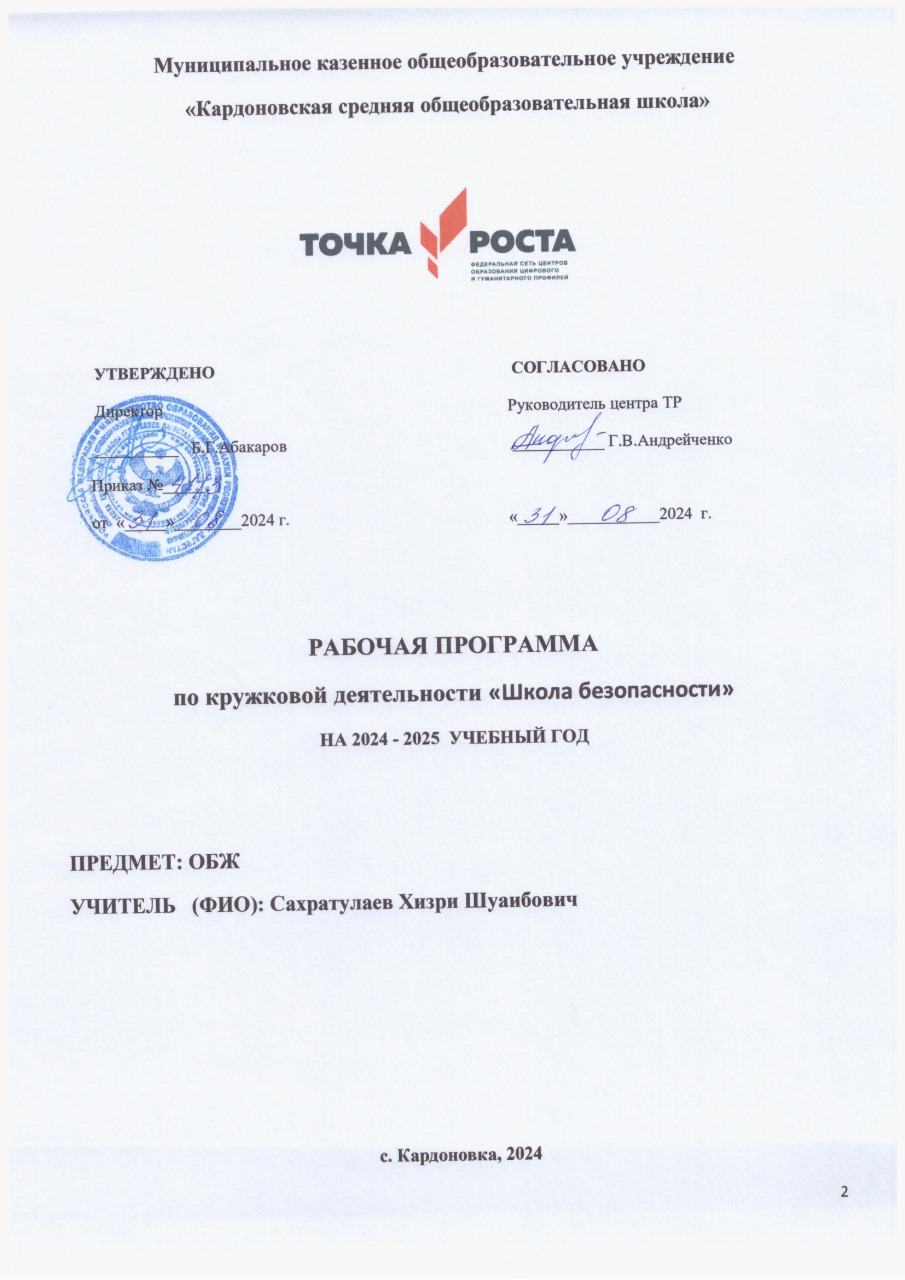 Муниципальное казенное общеобразовательное учреждение
«Кардоновская средняя общеобразовательная школа»
ТОЧКА РОСТА
ФЕДЕРАЛЬНАЯ СЕТЬ ЦЕНТРОВ
ОБРАЗОВАНИЯ ЦИФРОВОГО
И ГУМАНИТАРНОГО ПРОФИЛЕЙ
УТВЕРЖДЕНО
Директор
Б.Г.Абакаров
Приказ №
от «31» 2024 г.
СОГЛАСОВАНО
Руководитель центра ТР
Г.В.Андрейченко
«31» 08 2024 г.
РАБОЧАЯ ПРОГРАММА
по кружковой деятельности «Школа безопасности»
НА 2024 - 2025 УЧЕБНЫЙ ГОД
ПРЕДМЕТ: ОБЖ
УЧИТЕЛЬ (ФИО): Сахратулаев Хизри Шуаибович
с. Кардоновка, 2024
2